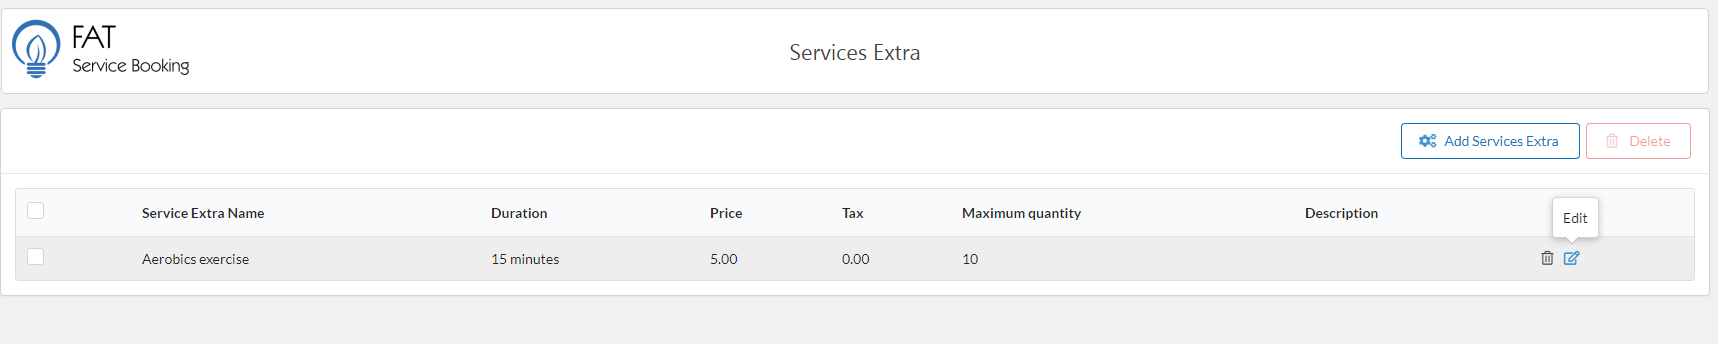 FAT
Service Booking
Services Extra
Add Services Extra
Delete
Service Extra Name Duration Price Tax Maximum quantity Description
Edit
Aerobics exercise 15 minutes 5.00 0.00 10